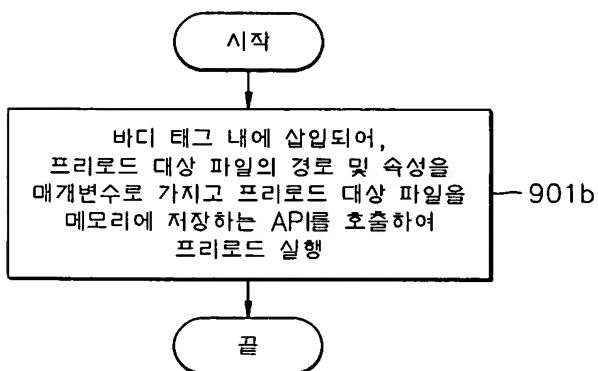 시작
바디 태그 내에 삽입되어,
프리로드 대상 파일의 경로 및 속성을
매개변수로 가지고 프리로드 대상 파일을
메모리에 저장하는 API를 호출하여
프리로드 실행
901b
끝